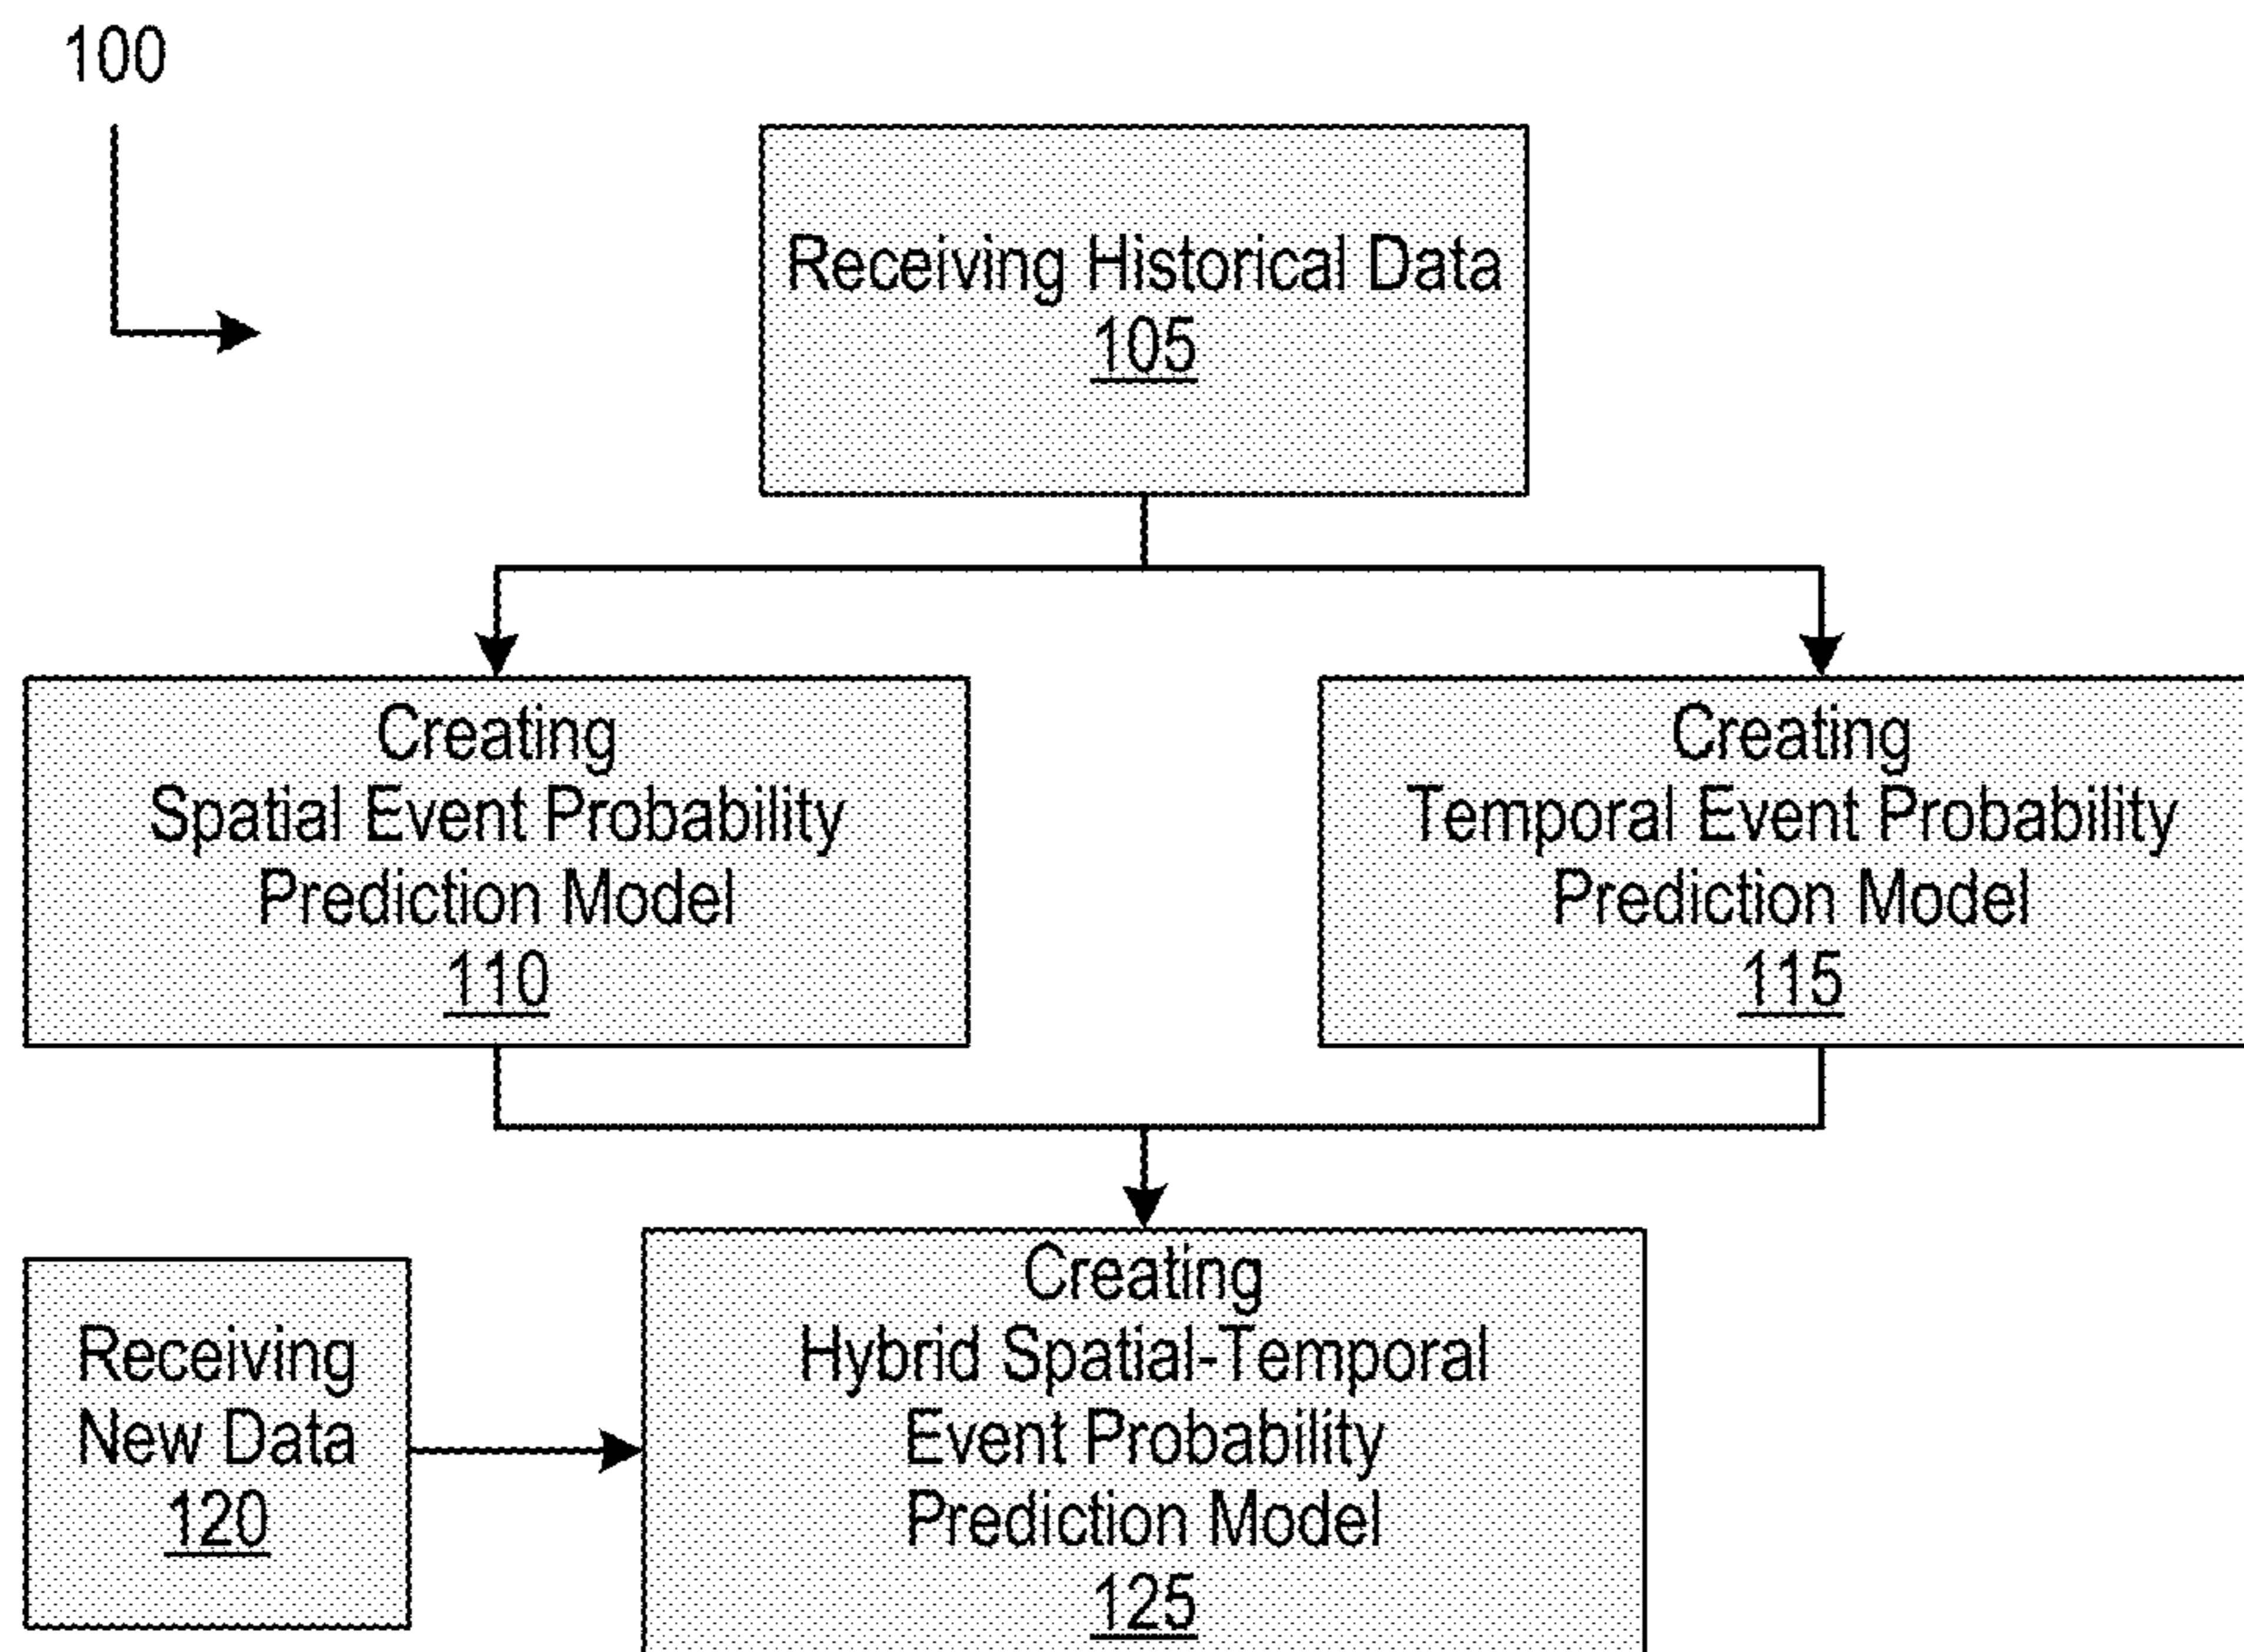 100
Receiving Historical Data
105
Creating
Spatial Event Probability
Prediction Model
110
Creating
Temporal Event Probability
Prediction Model
115
Receiving
New Data
120
Creating
Hybrid Spatial-Temporal
Event Probability
Prediction Model
125